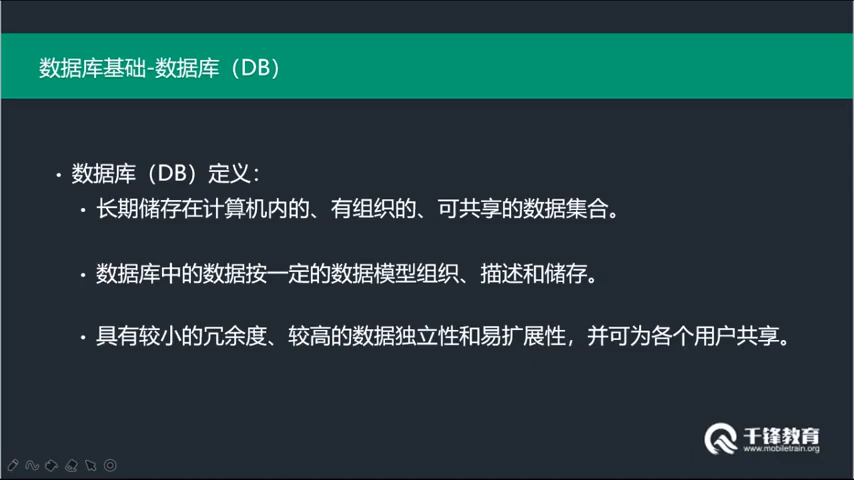 数据库基础-数据库（DB）
• 数据库（DB）定义：
• 长期储存在计算机内的、有组织的、可共享的数据集合。
• 数据库中的数据按一定的数据模型组织、描述和储存。
• 具有较小的冗余度、较高的数据独立性和易扩展性，并可为各个用户共享。
千锋教育
www.mobiletrain.org